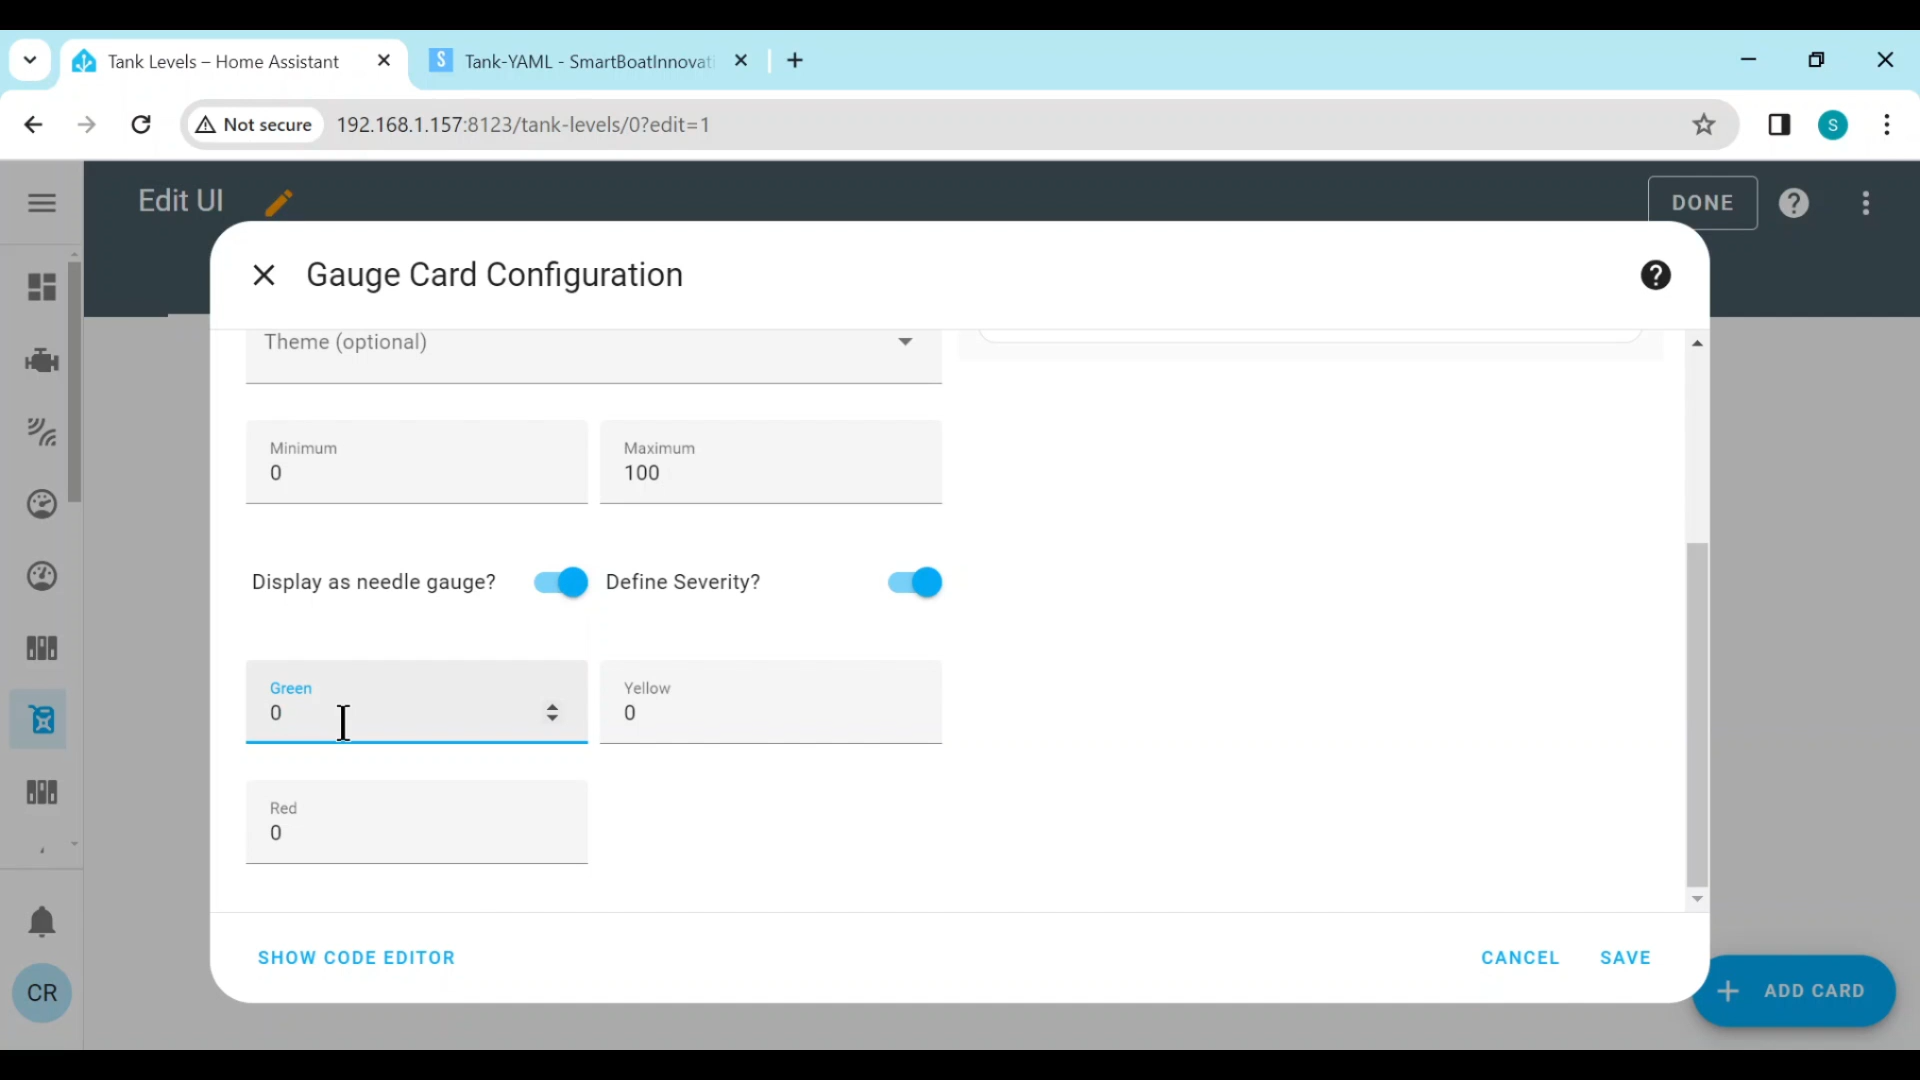 Tank Levels – Home Assistant
Tank-YAML - SmartBoatInnovati
Not secure
192.168.1.157:8123/tank-levels/0?edit=1
S
Edit UI
DONE
Gauge Card Configuration
Theme (optional)
Minimum
0
Maximum
100
Display as needle gauge?
Define Severity?
Green
0
Yellow
0
Red
0
SHOW CODE EDITOR
CANCEL
SAVE
CR
ADD CARD